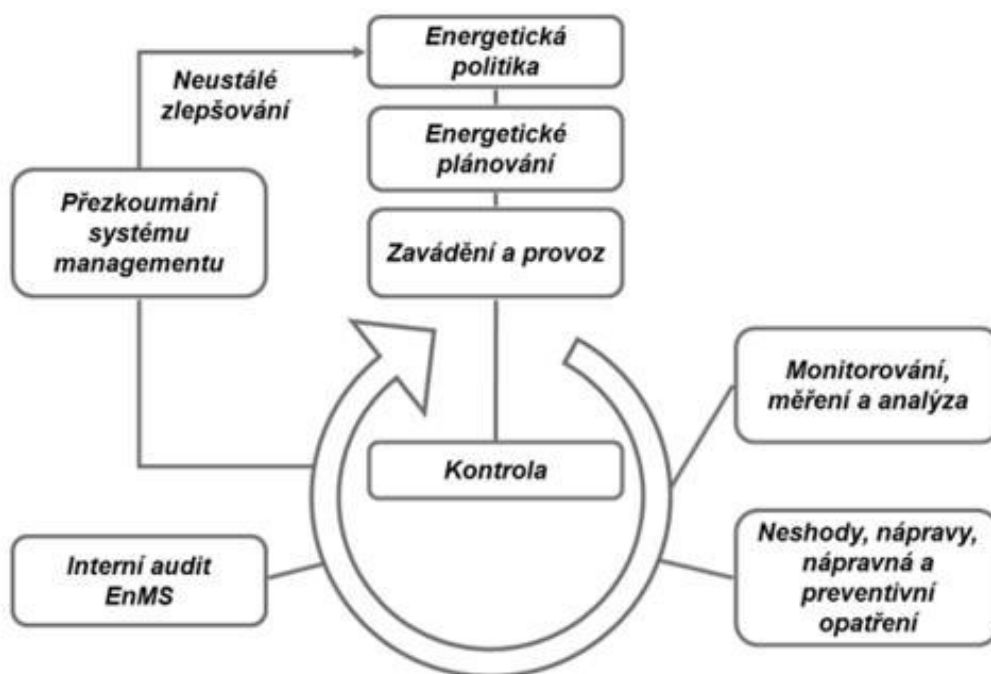 Energetická
politika
Neustálé
zlepšování
Energetické
plánování
Přezkoumání
systému
managementu
Zavádění a provoz
Monitorování,
měření a analýza
Kontrola
Interní audit
EnMS
Neshody, nápravy,
nápravná a
preventivní
opatření